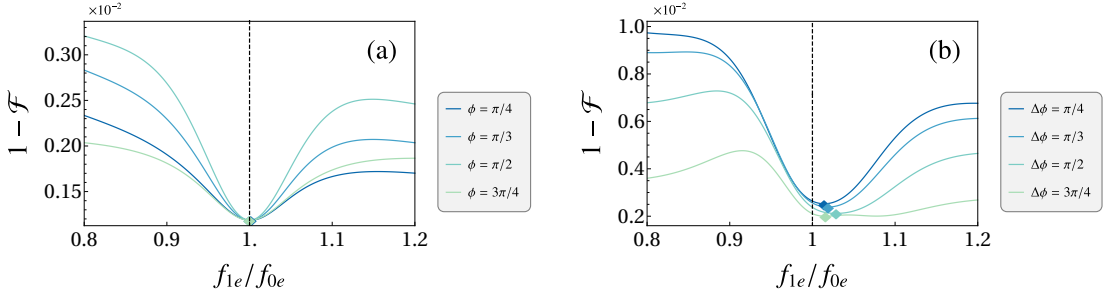 ×10⁻²
(a)
0.30
0.25
0.20
0.15
1 − ℱ
0.8 0.9 1. 1.1 1.2
f₁ₑ/f₀ₑ
ϕ = π/4
ϕ = π/3
ϕ = π/2
ϕ = 3π/4
×10⁻²
(b)
1.0
0.8
0.6
0.4
0.2
1 − ℱ
0.8 0.9 1 1.1 1.2
f₁ₑ/f₀ₑ
Δϕ = π/4
Δϕ = π/3
Δϕ = π/2
Δϕ = 3π/4